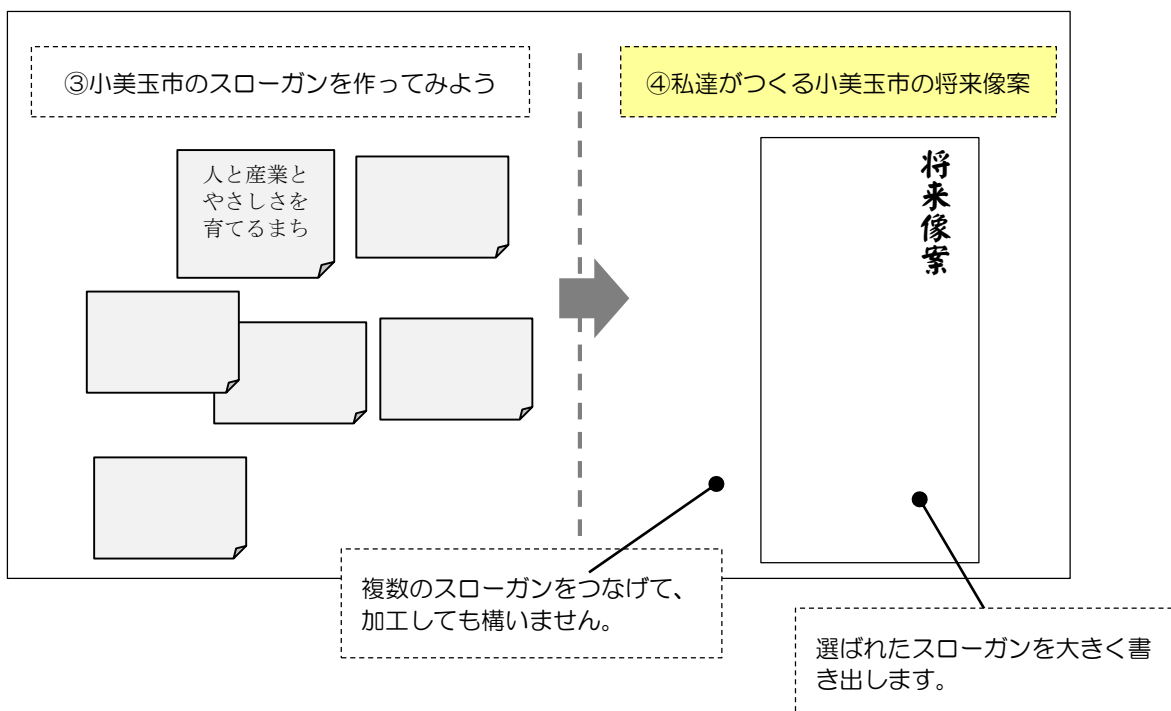 ③小美玉市のスローガンを作ってみよう
人と産業と
やさしさを
育てるまち
④私達がつくる小美玉市の将来像案
将来像案
複数のスローガンをつなげて、
加工しても構いません。
選ばれたスローガンを大きく書
き出します。